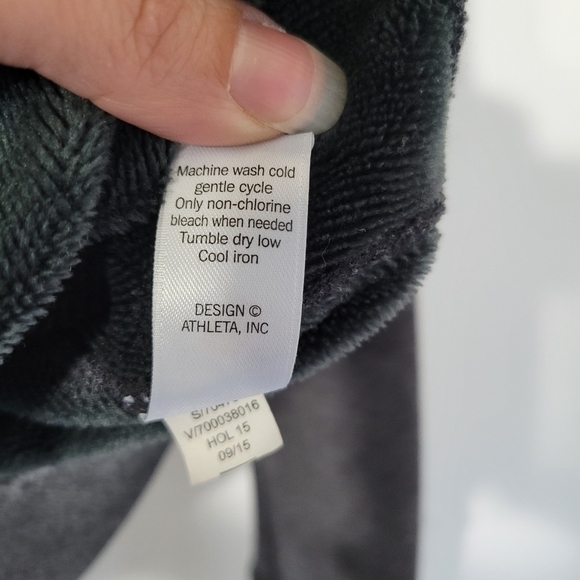 Machine wash cold
gentle cycle
Only non-chlorine
bleach when needed
Tumble dry low
Cool iron
DESIGN ©
ATHLETA, INC
V/700038016
HOL 15
09/15